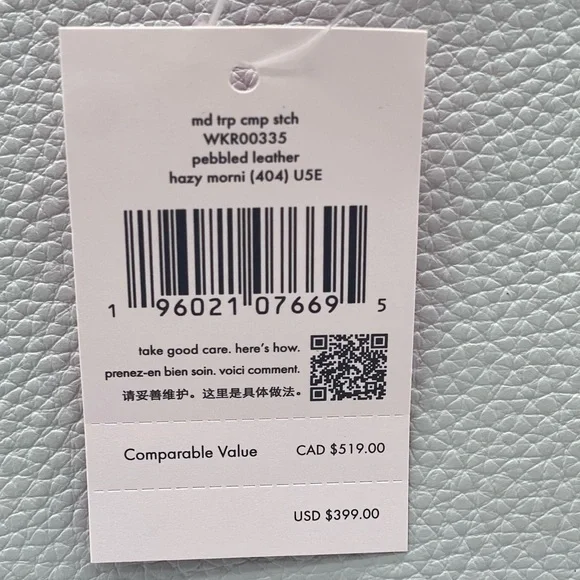 md trp cmp stch
WKR00335
pebbled leather
hazy morni (404) U5E
1 96021 07669 5
take good care. here's how.
prenez-en bien soin. voici comment.
请妥善维护。这里是具体做法。
Comparable Value CAD $519.00
USD $399.00